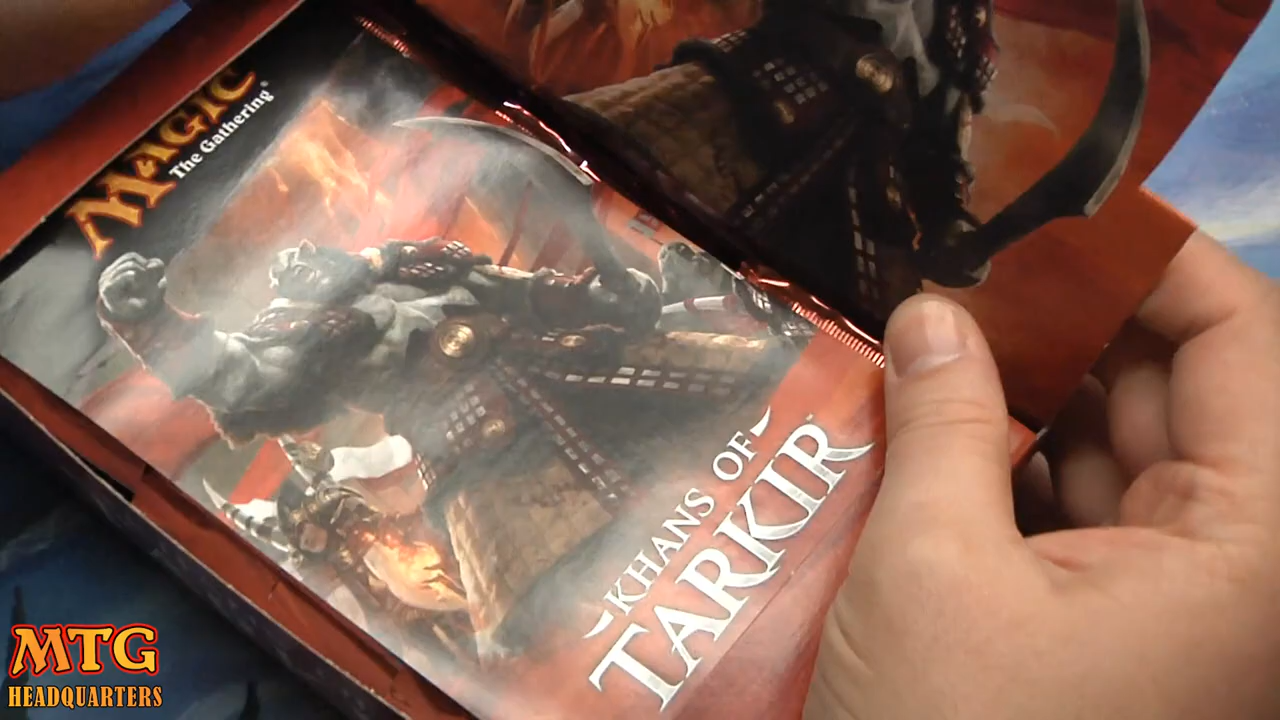 MAGIC
The Gathering®
KHANS OF
TARKIR
MTG
HEADQUARTERS